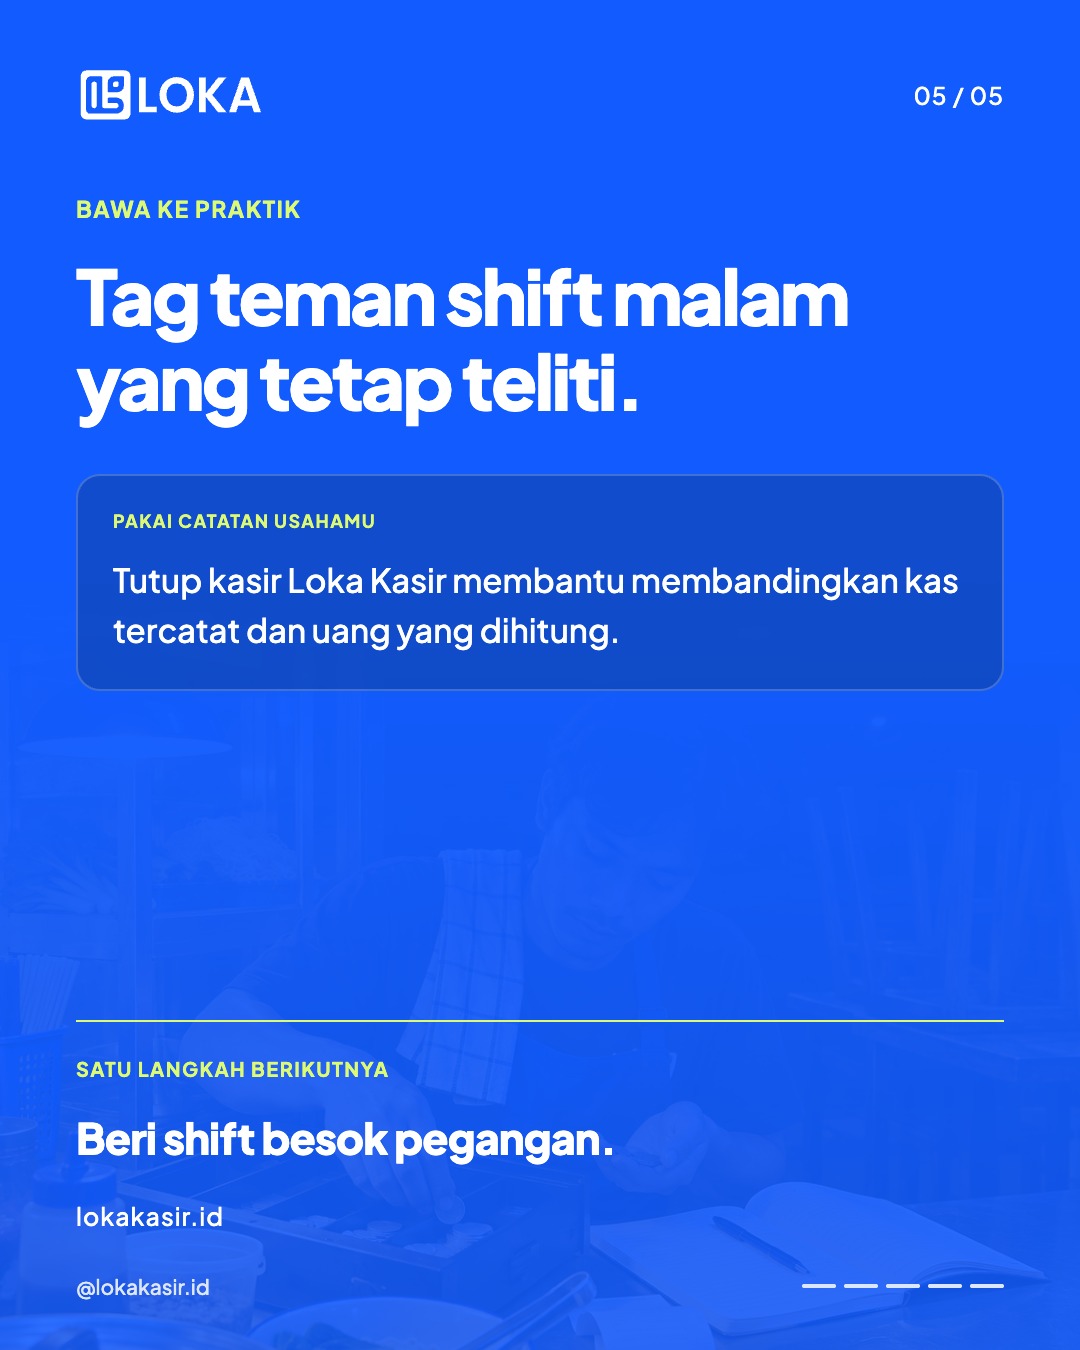 LOKA
05 / 05
BAWA KE PRAKTIK
Tag teman shift malam
yang tetap teliti.
PAKAI CATATAN USAHAMU
Tutup kasir Loka Kasir membantu membandingkan kas
tercatat dan uang yang dihitung.
SATU LANGKAH BERIKUTNYA
Beri shift besok pegangan.
lokakasir.id
@lokakasir.id